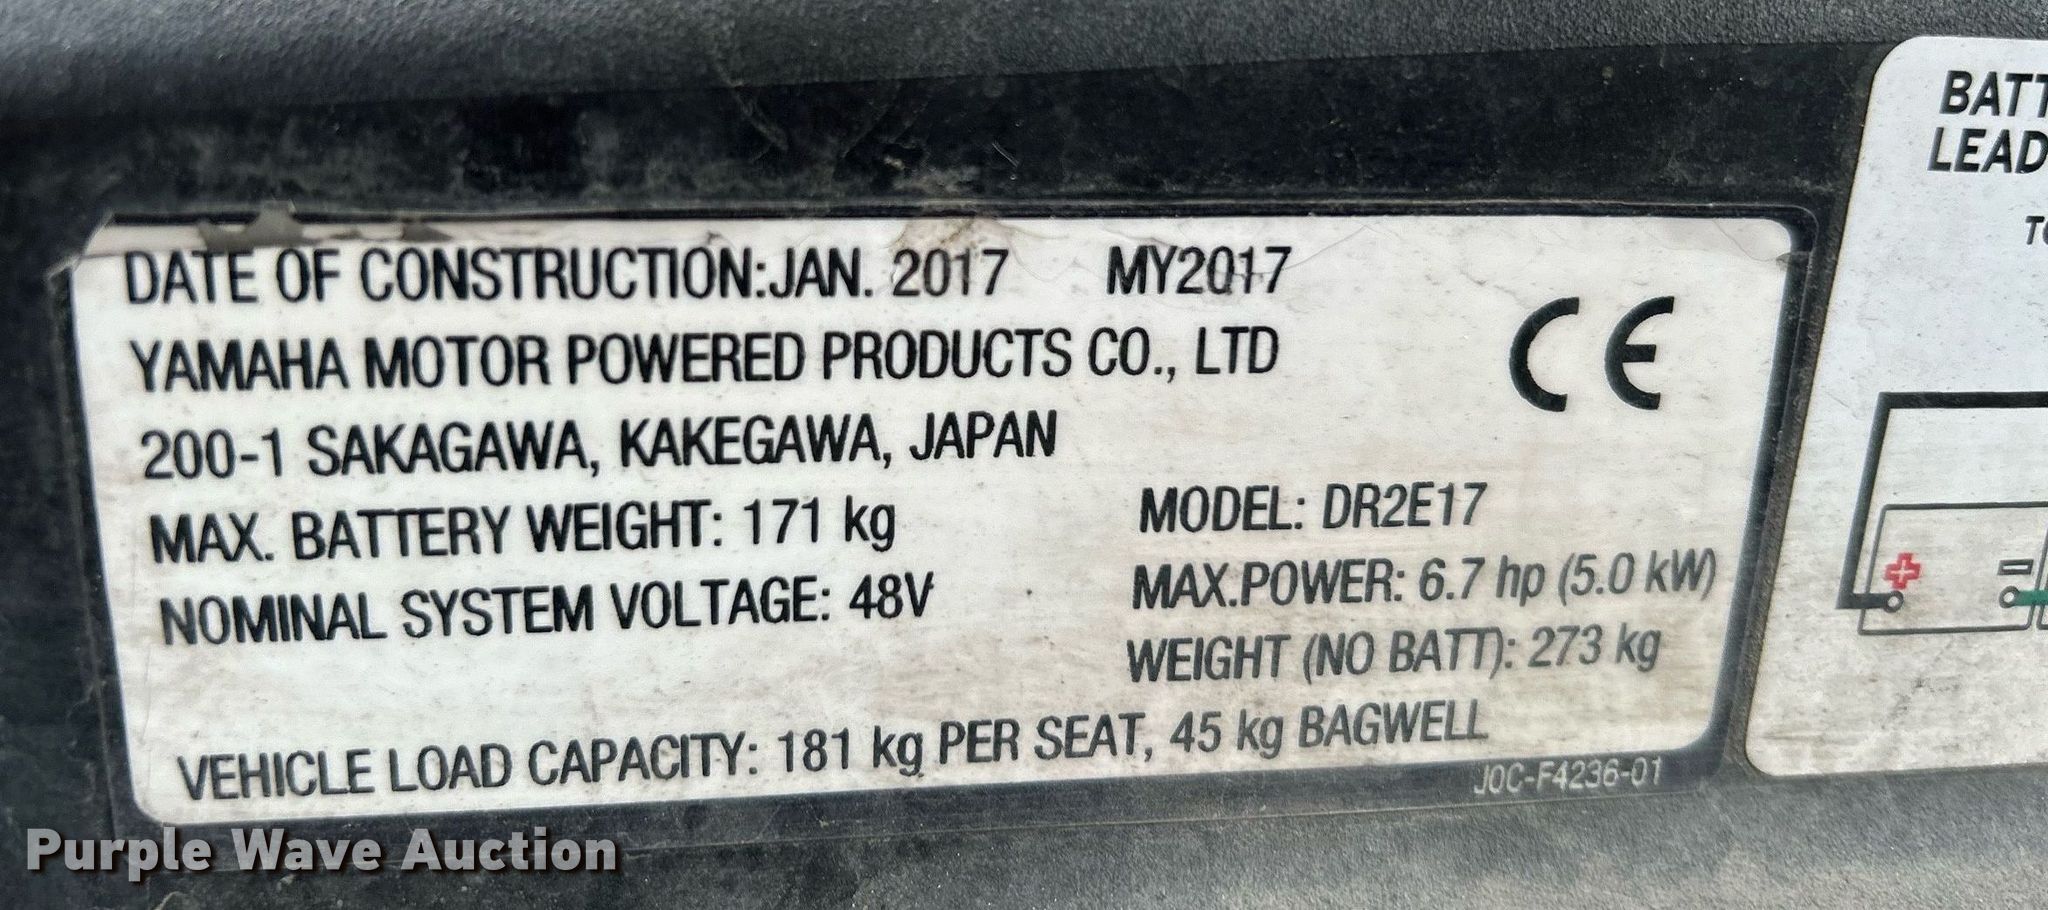 DATE OF CONSTRUCTION:JAN. 2017 MY2017
YAMAHA MOTOR POWERED PRODUCTS CO., LTD
200-1 SAKAGAWA, KAKEGAWA, JAPAN
CE
MAX. BATTERY WEIGHT: 171 kg
NOMINAL SYSTEM VOLTAGE: 48V
MODEL: DR2E17
MAX.POWER: 6.7 hp (5.0 kW)
WEIGHT (NO BATT): 273 kg
VEHICLE LOAD CAPACITY: 181 kg PER SEAT, 45 kg BAGWELL
J0C-F4236-01
BATT
LEAD
Purple Wave Auction